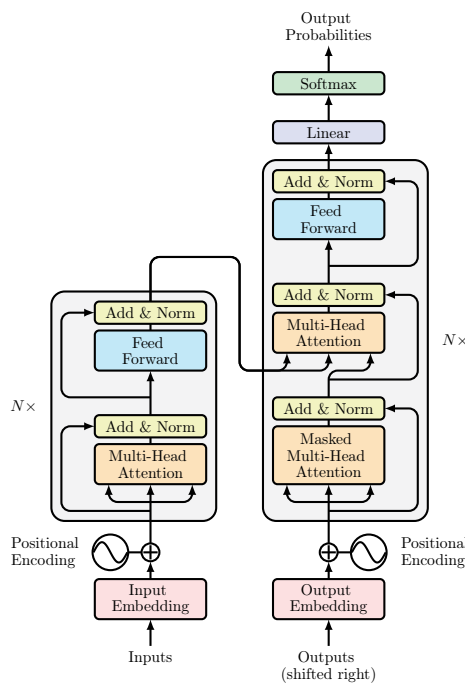 Output
Probabilities
Softmax
Linear
Add & Norm
Feed
Forward
Add & Norm
Multi-Head
Attention
Add & Norm
Masked
Multi-Head
Attention
N×
Add & Norm
Feed
Forward
Add & Norm
Multi-Head
Attention
N×
Positional
Encoding
Positional
Encoding
Input
Embedding
Output
Embedding
Inputs
Outputs
(shifted right)